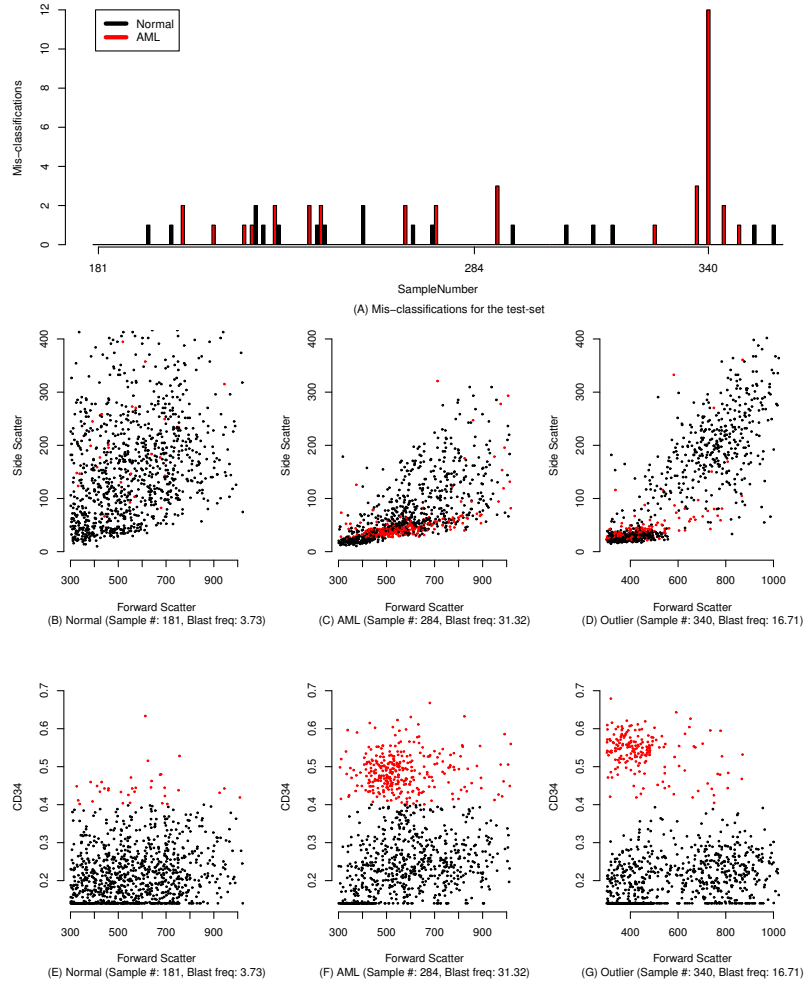 Normal
AML
Mis−classifications
0 2 4 6 8 10 12
181 284 340
SampleNumber
(A) Mis−classifications for the test−set
Side Scatter
0 100 200 300 400
300 500 700 900
Forward Scatter
(B) Normal (Sample #: 181, Blast freq: 3.73)
Side Scatter
0 100 200 300 400
300 500 700 900
Forward Scatter
(C) AML (Sample #: 284, Blast freq: 31.32)
Side Scatter
0 100 200 300 400
400 600 800 1000
Forward Scatter
(D) Outlier (Sample #: 340, Blast freq: 16.71)
CD34
0.2 0.3 0.4 0.5 0.6 0.7
300 500 700 900
Forward Scatter
(E) Normal (Sample #: 181, Blast freq: 3.73)
CD34
0.2 0.3 0.4 0.5 0.6 0.7
300 500 700 900
Forward Scatter
(F) AML (Sample #: 284, Blast freq: 31.32)
CD34
0.2 0.3 0.4 0.5 0.6 0.7
400 600 800 1000
Forward Scatter
(G) Outlier (Sample #: 340, Blast freq: 16.71)